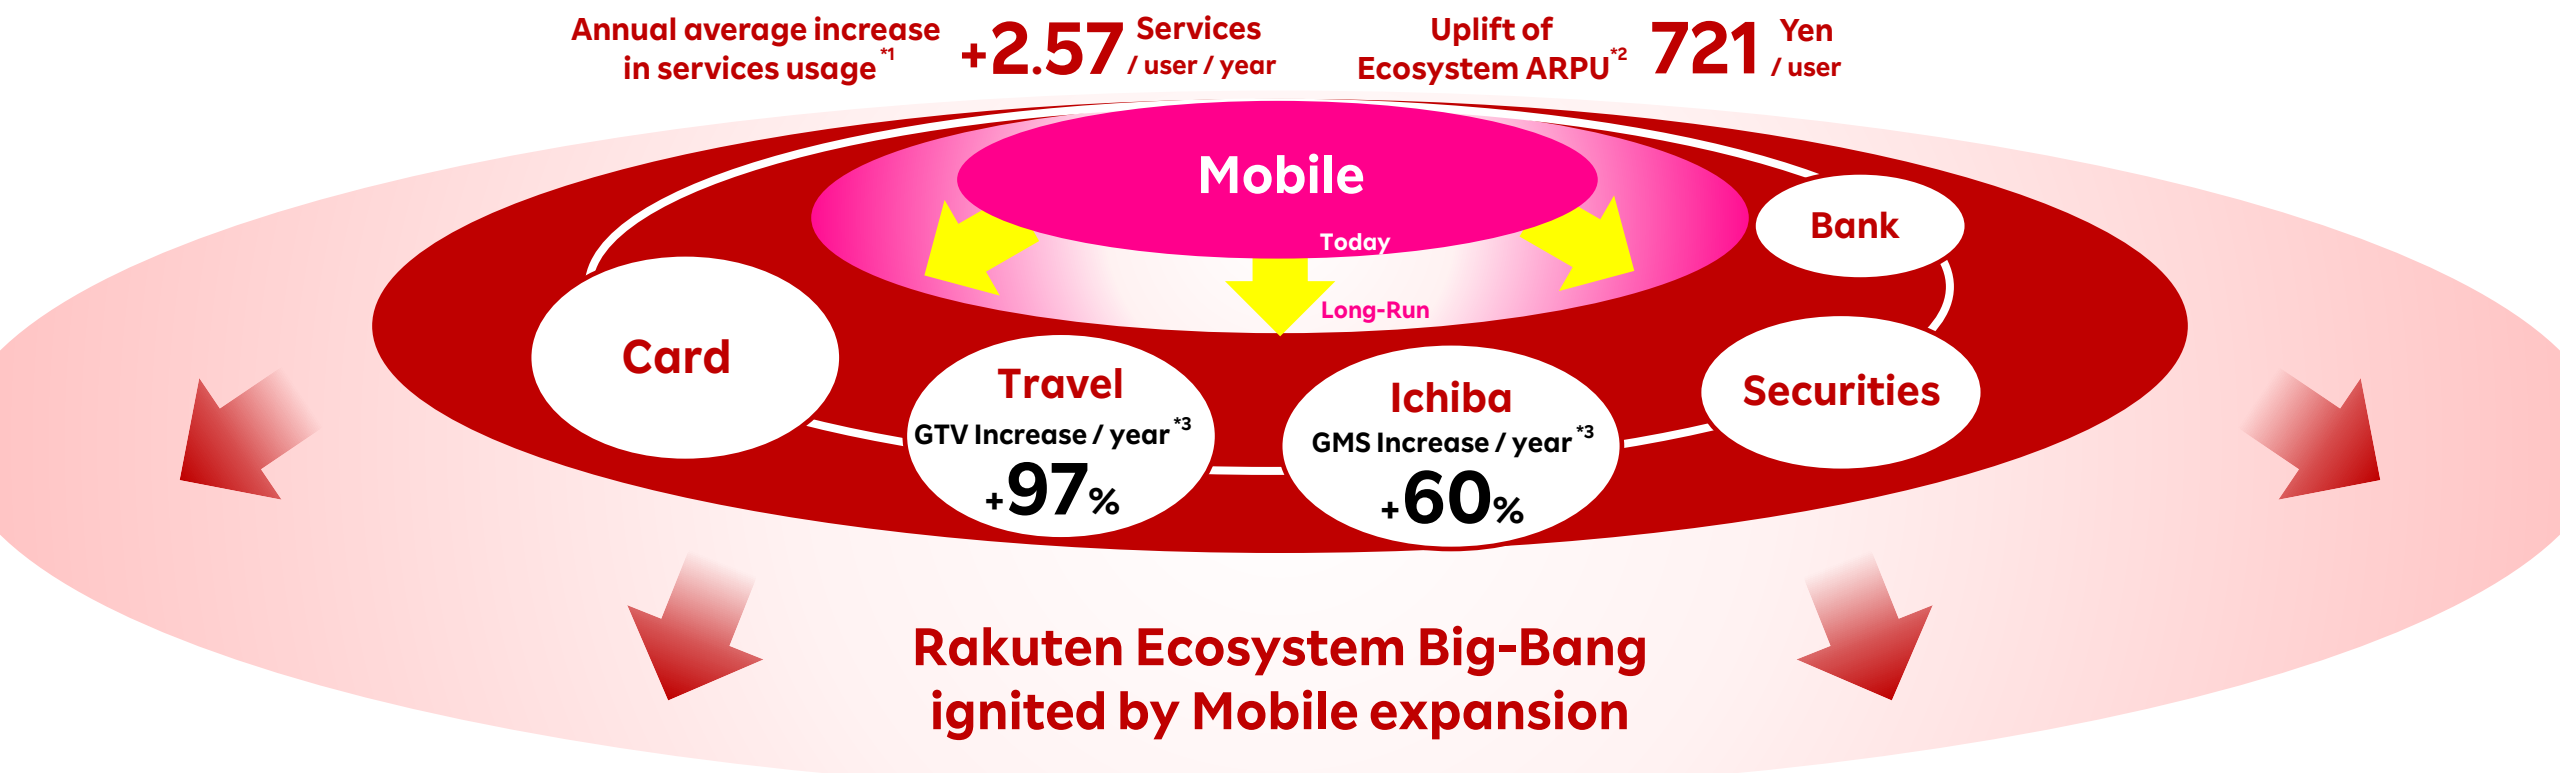 Annual average increase
in services usage*1
+2.57 Services
/ user / year
Uplift of
Ecosystem ARPU*2
721 Yen
/ user
Mobile
Today
Long-Run
Bank
Card
Securities
Travel
GTV Increase / year*3
+97%
Ichiba
GMS Increase / year*3
+60%
Rakuten Ecosystem Big-Bang
ignited by Mobile expansion